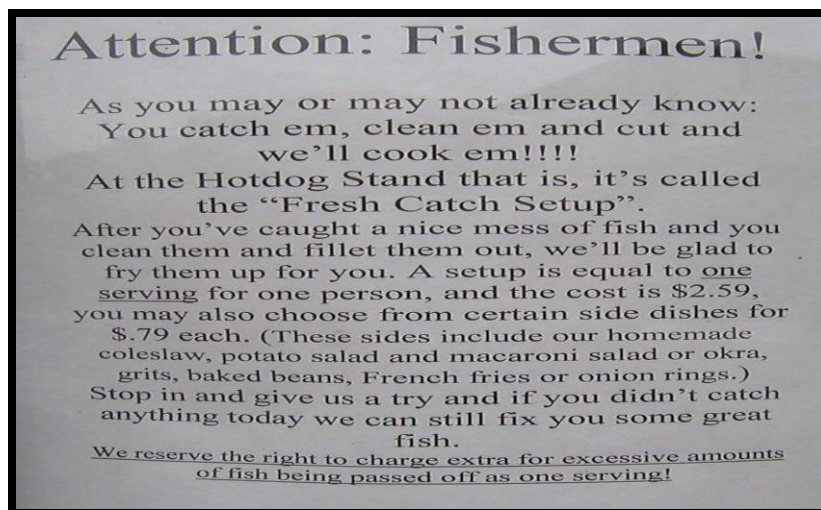 Attention: Fishermen!
As you may or may not already know:
You catch em, clean em and cut and
we'll cook em!!!!
At the Hotdog Stand that is, it's called
the “Fresh Catch Setup”.
After you've caught a nice mess of fish and you
clean them and fillet them out, we'll be glad to
fry them up for you. A setup is equal to one
serving for one person, and the cost is $2.59,
you may also choose from certain side dishes for
$.79 each. (These sides include our homemade
coleslaw, potato salad and macaroni salad or okra,
grits, baked beans, French fries or onion rings.)
Stop in and give us a try and if you didn't catch
anything today we can still fix you some great
fish.
We reserve the right to charge extra for excessive amounts
of fish being passed off as one serving!